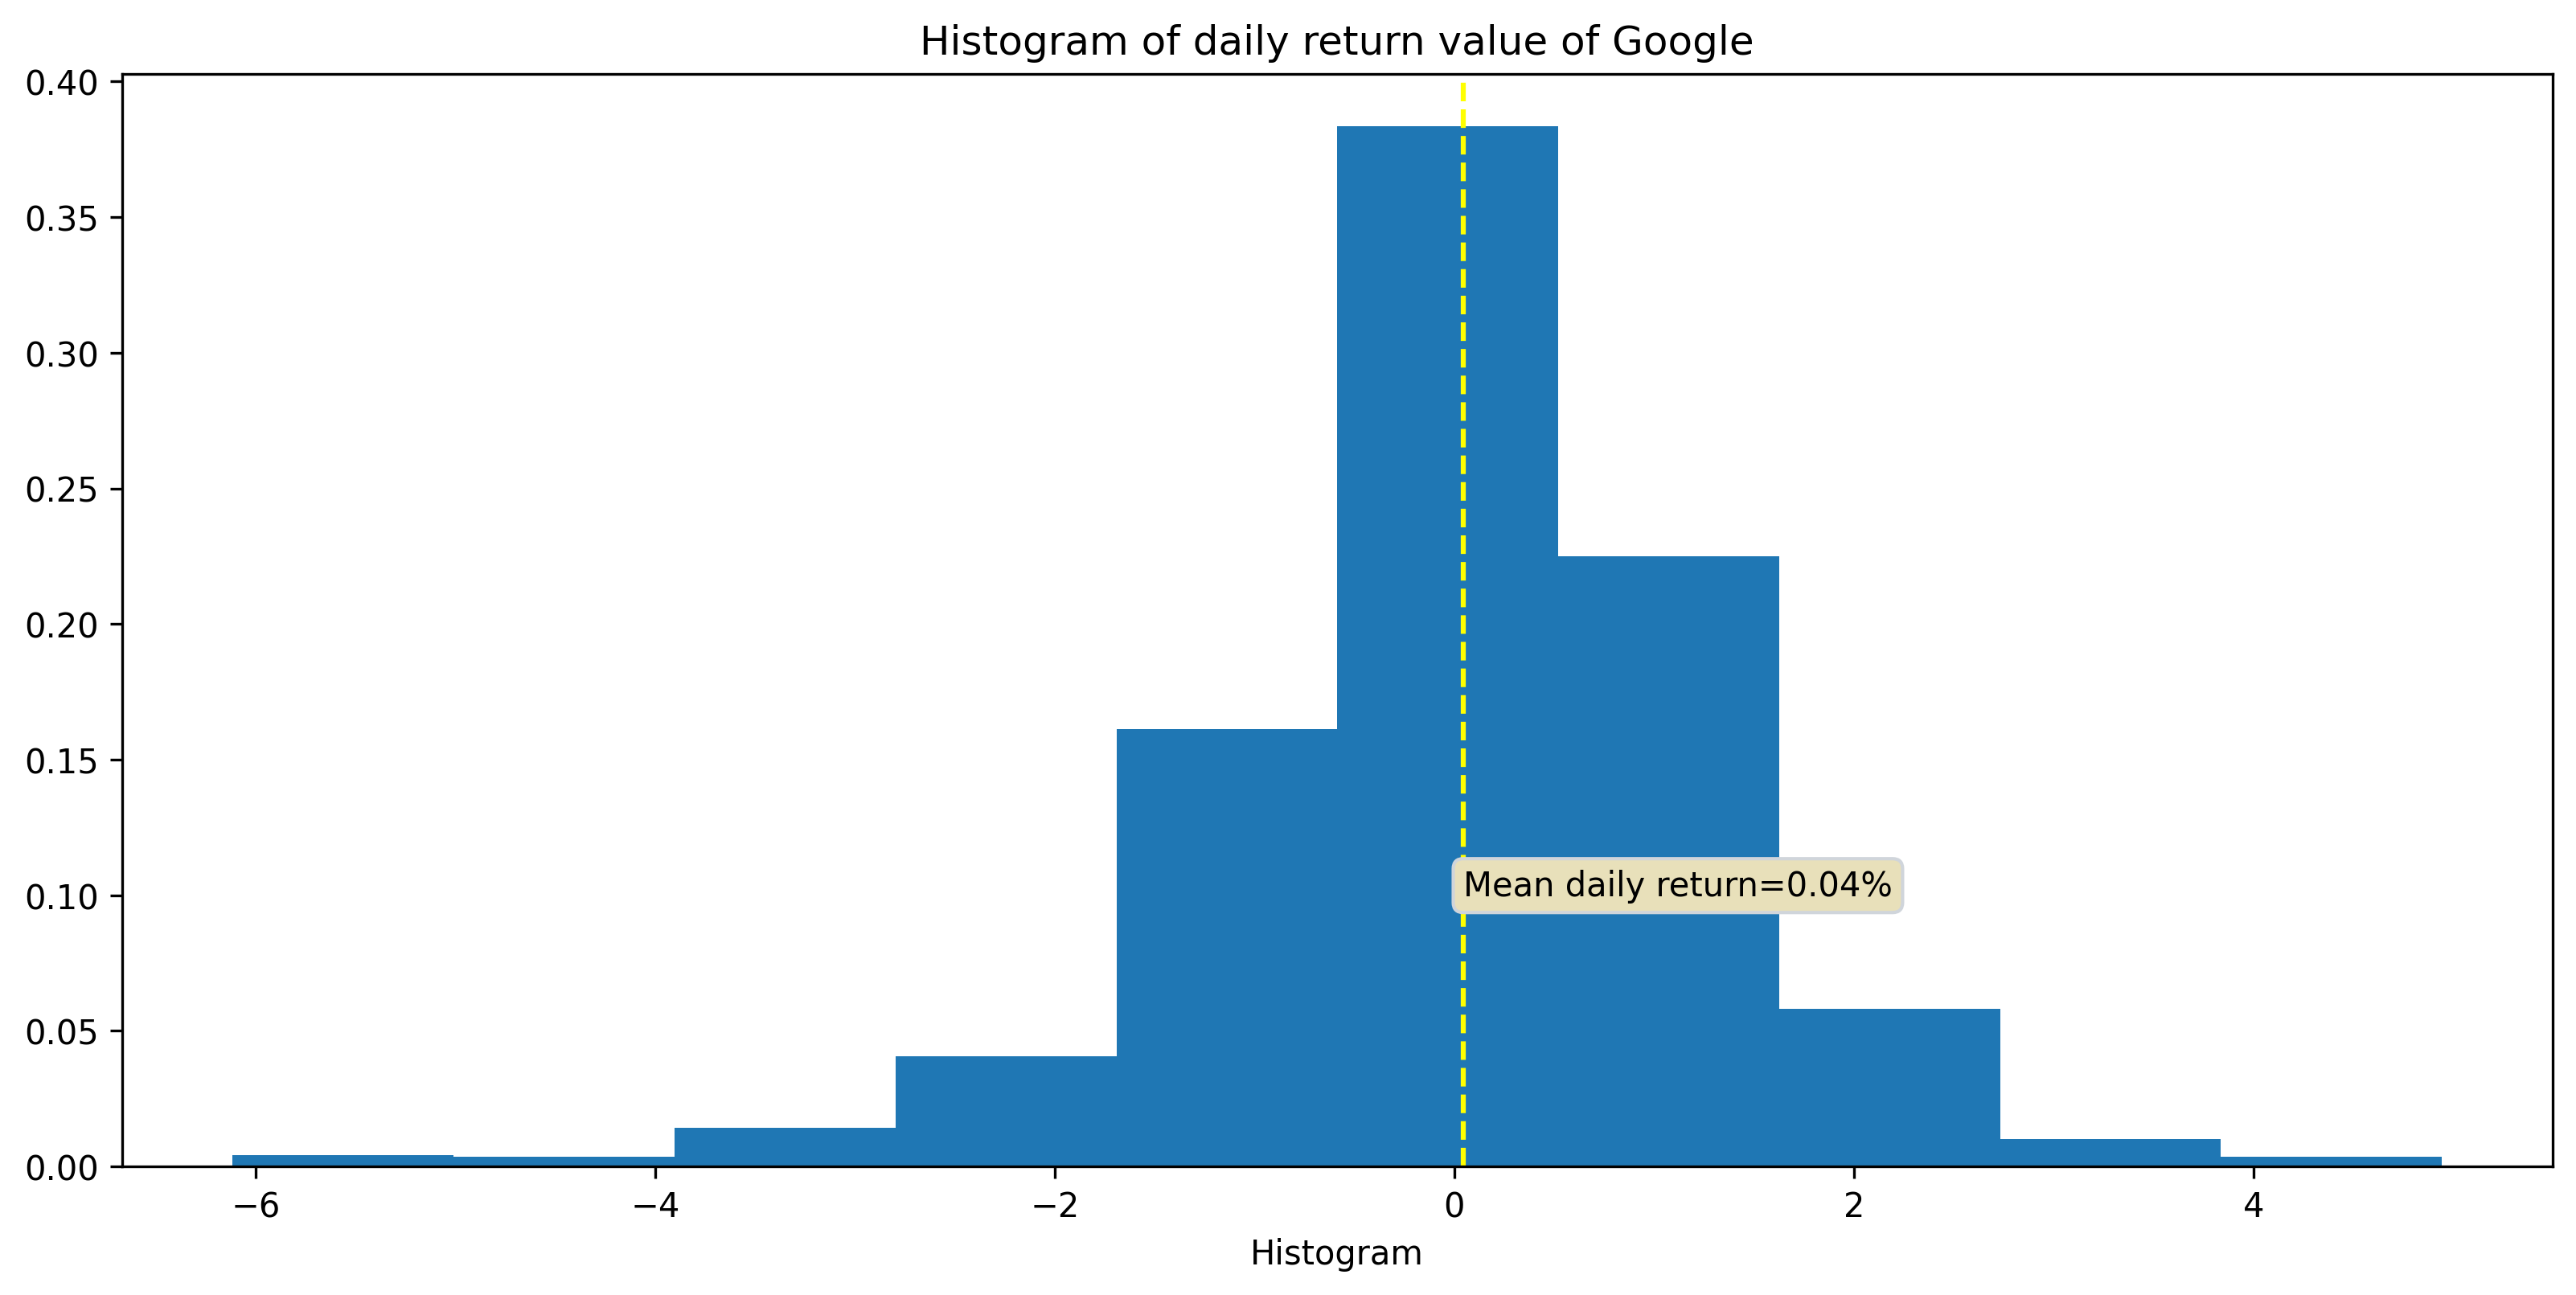 Histogram of daily return value of Google
0.40
0.35
0.30
0.25
0.20
0.15
0.10
0.05
0.00
Mean daily return=0.04%
−6 −4 −2 0 2 4
Histogram